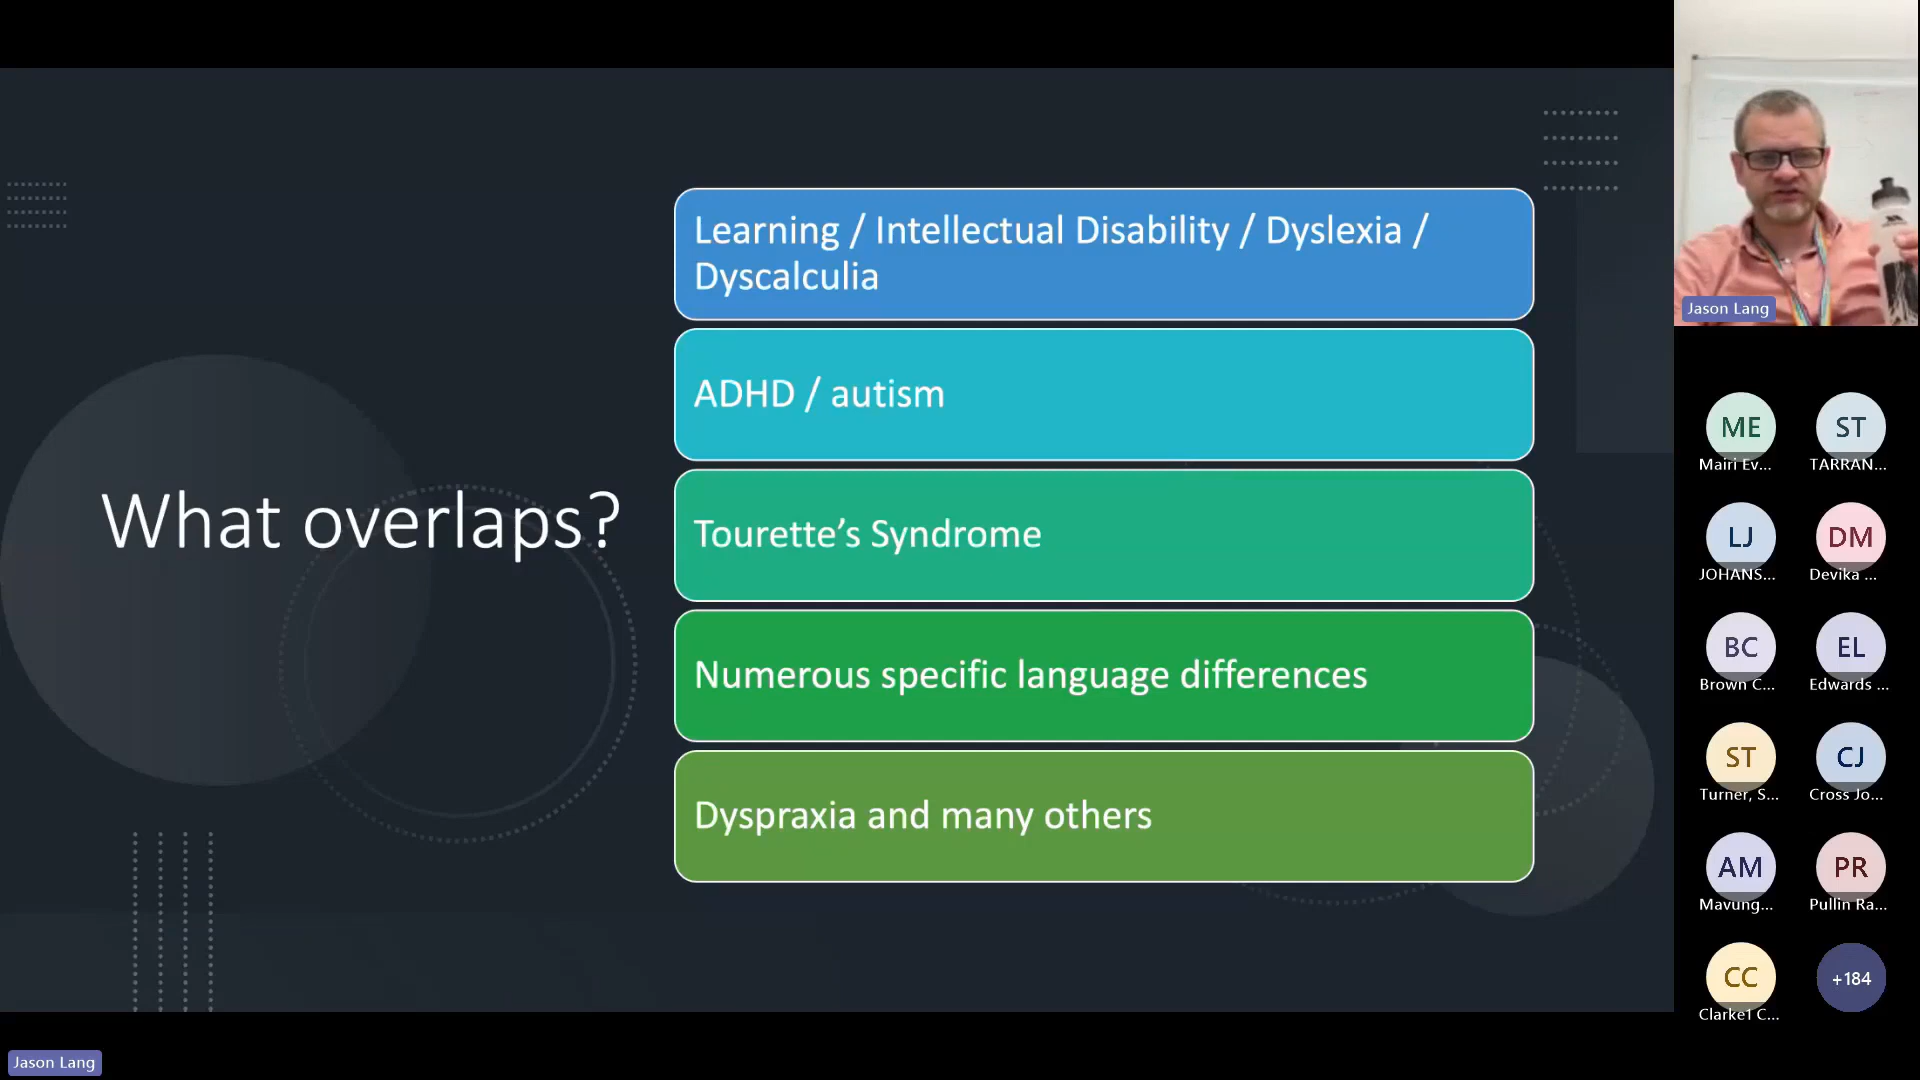 What overlaps?
Learning / Intellectual Disability / Dyslexia /
Dyscalculia
ADHD / autism
Tourette’s Syndrome
Numerous specific language differences
Dyspraxia and many others
Jason Lang
ME
Mairi Ev...
ST
TARRAN...
LJ
JOHANS...
DM
Devika ...
BC
Brown C...
EL
Edwards ...
ST
Turner, S...
CJ
Cross Jo...
AM
Mavung...
PR
Pullin Ra...
CC
Clarke1 C...
+184
Jason Lang